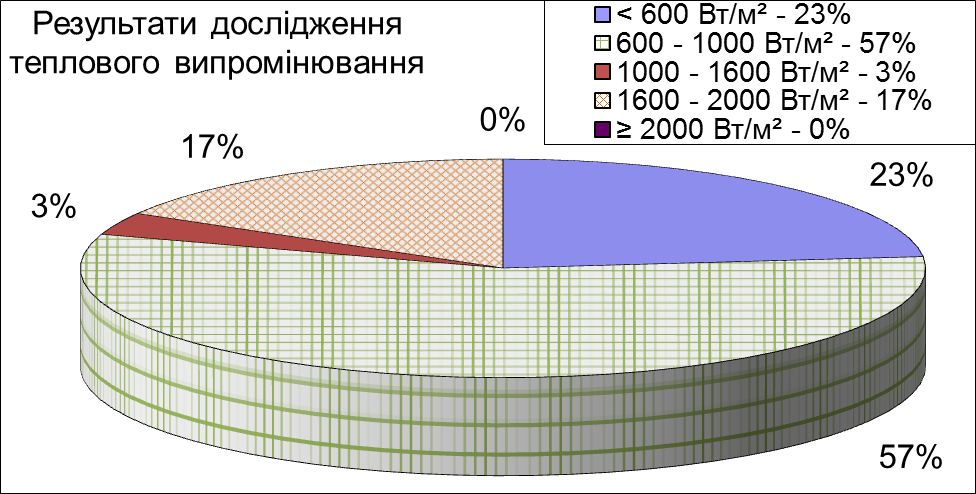 Результати дослідження
теплового випромінювання
< 600 Вт/м² - 23%
600 - 1000 Вт/м² - 57%
1000 - 1600 Вт/м² - 3%
1600 - 2000 Вт/м² - 17%
≥ 2000 Вт/м² - 0%
0%
17%
23%
3%
57%